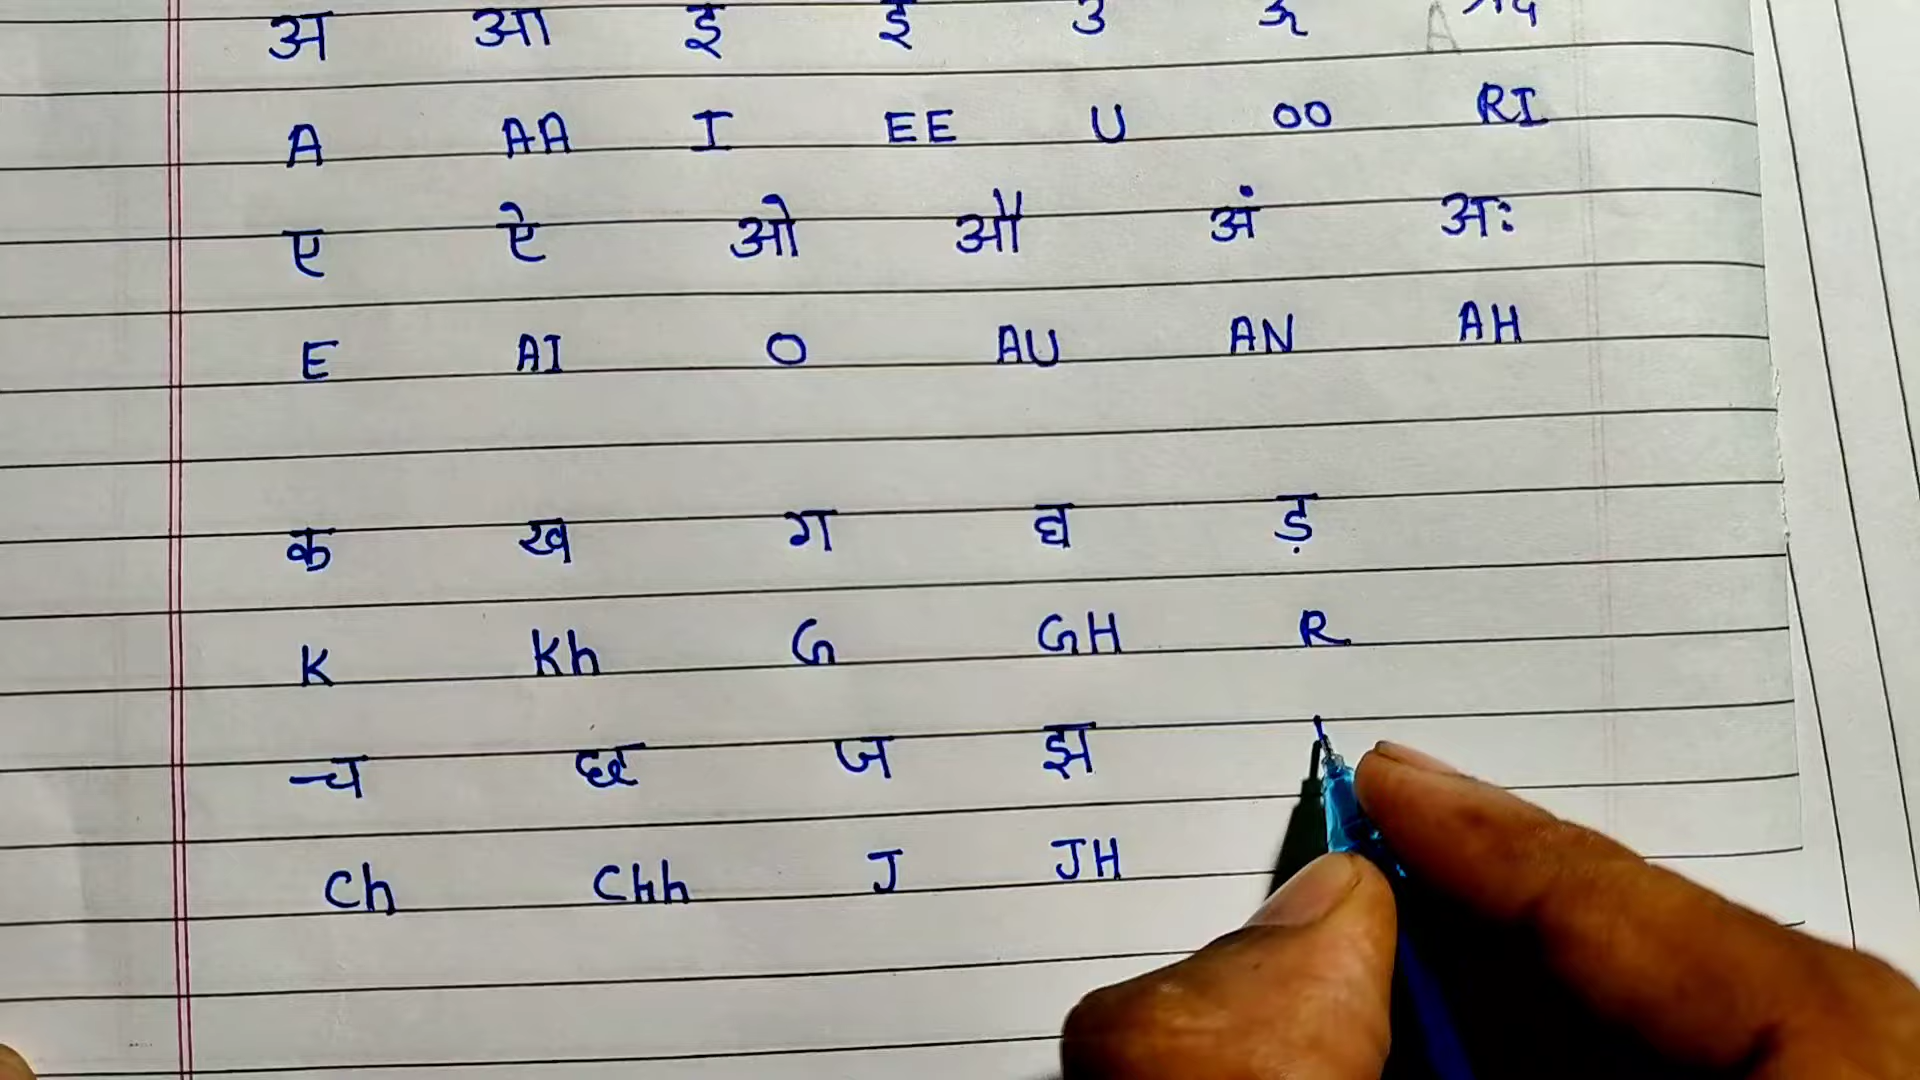 अ आ इ ई उ ऊ ऋ
A AA I EE U OO RI
ए ऐ ओ औ अं अः
E AI O AU AN AH
क ख ग घ ड़
K Kh G GH R
च छ ज झ
Ch Chh J JH